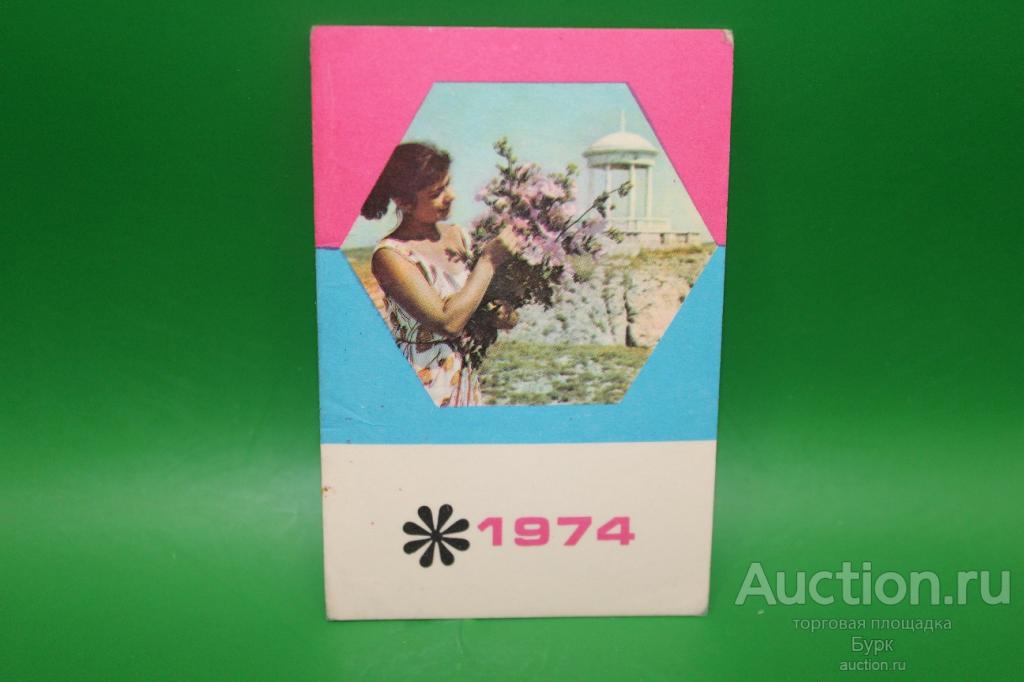 1974
Auction.ru
торговая площадка
Бурк
auction.ru